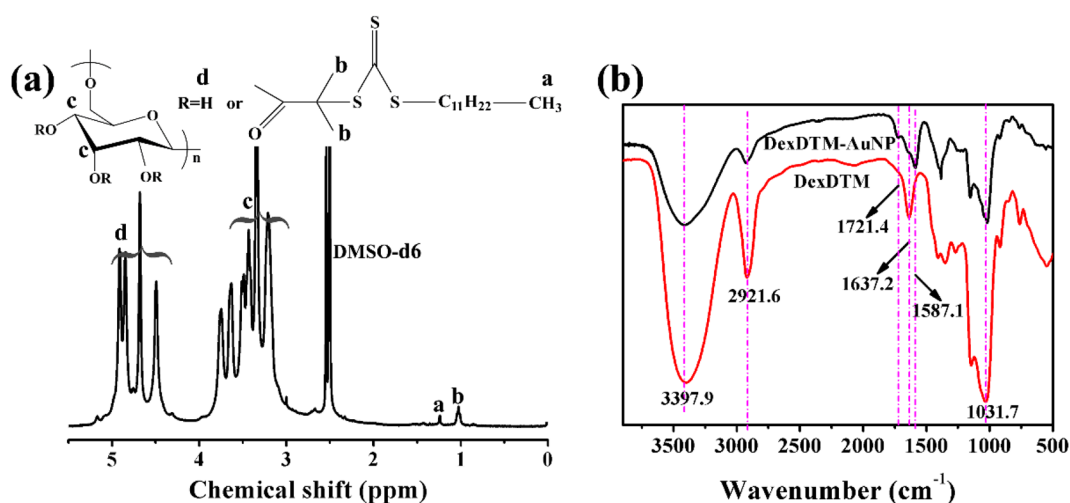 (a)
d
R=H or
b
b
a
S
S
S
O
C11H22
CH3
O
O
c
RO
c
OR
OR
n
d
c
DMSO-d6
a
b
5
4
3
2
1
0
Chemical shift (ppm)
(b)
DexDTM-AuNP
DexDTM
1721.4
1637.2
1587.1
2921.6
3397.9
1031.7
3500
3000
2500
2000
1500
1000
500
Wavenumber (cm-1)